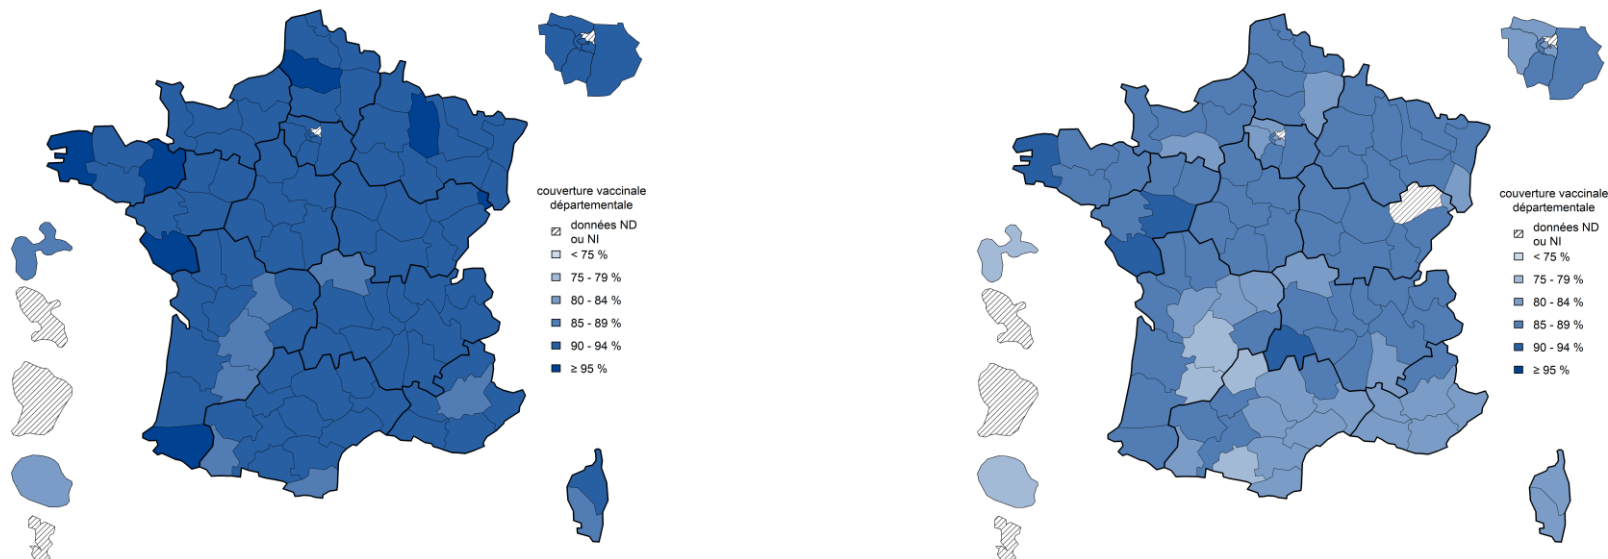 couverture vaccinale
départementale
données ND
ou NI
< 75 %
75 - 79 %
80 - 84 %
85 - 89 %
90 - 94 %
≥ 95 %
couverture vaccinale
départementale
données ND
ou NI
< 75 %
75 - 79 %
80 - 84 %
85 - 89 %
90 - 94 %
≥ 95 %